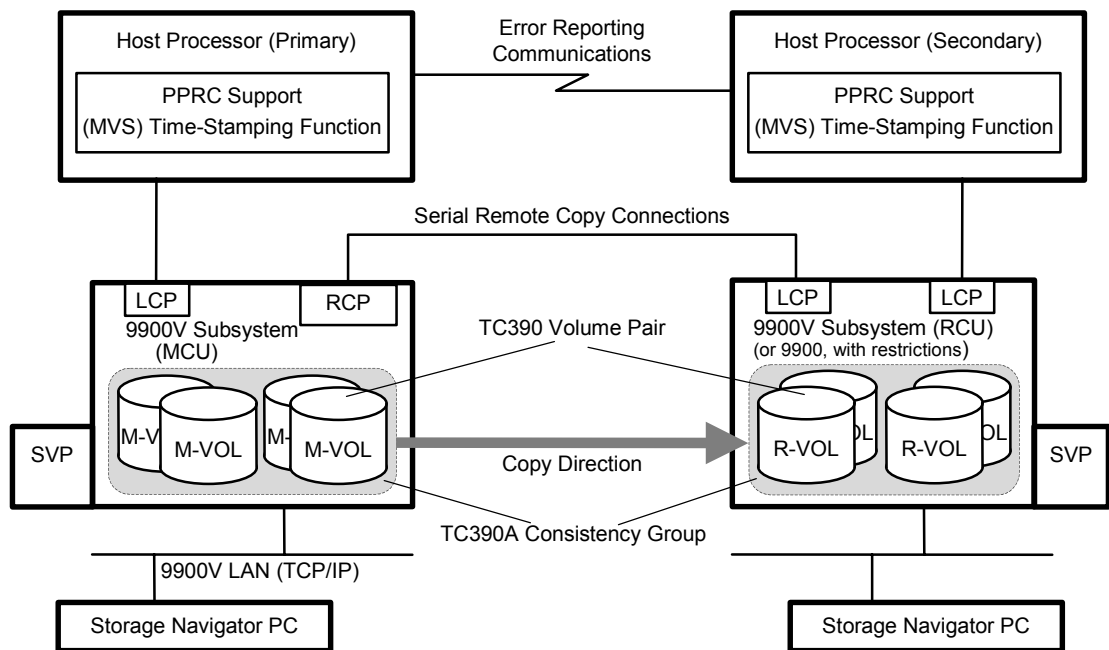 Host Processor (Primary)
PPRC Support
(MVS) Time-Stamping Function
Error Reporting
Communications
Host Processor (Secondary)
PPRC Support
(MVS) Time-Stamping Function
Serial Remote Copy Connections
LCP
RCP
9900V Subsystem
(MCU)
TC390 Volume Pair
LCP
LCP
9900V Subsystem (RCU)
(or 9900, with restrictions)
SVP
M-V
M-VOL
M-
M-VOL
Copy Direction
R-VOL
VOL
R-VOL
OL
SVP
TC390A Consistency Group
9900V LAN (TCP/IP)
Storage Navigator PC
Storage Navigator PC